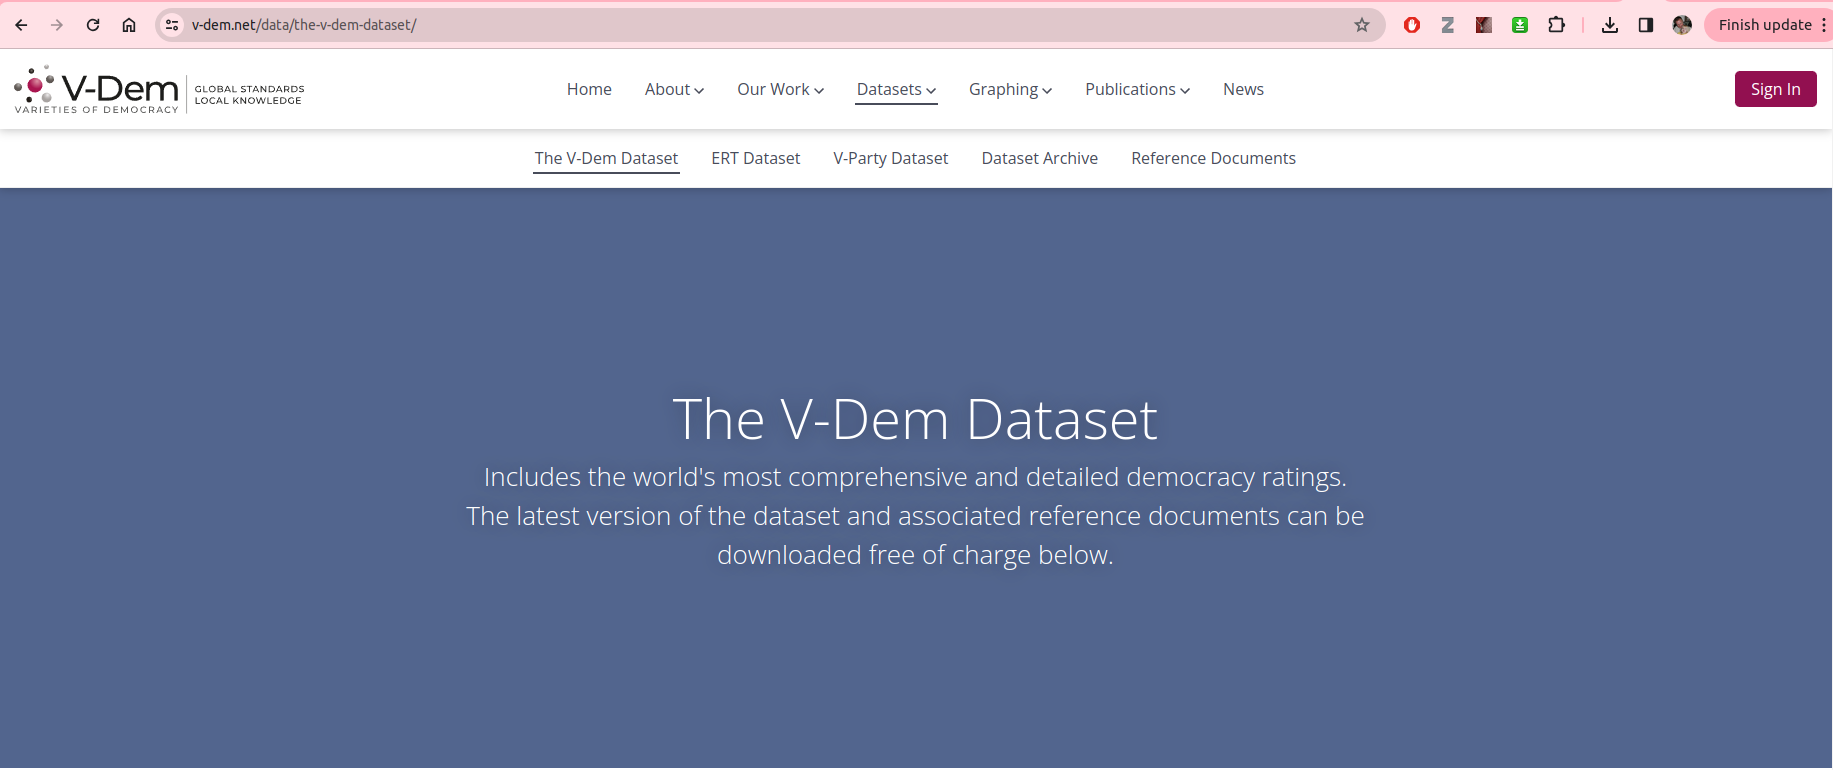 v-dem.net/data/the-v-dem-dataset/
Finish update
V-Dem
VARIETIES OF DEMOCRACY
GLOBAL STANDARDS
LOCAL KNOWLEDGE
Home About Our Work Datasets Graphing Publications News
Sign In
The V-Dem Dataset ERT Dataset V-Party Dataset Dataset Archive Reference Documents
The V-Dem Dataset
Includes the world's most comprehensive and detailed democracy ratings.
The latest version of the dataset and associated reference documents can be
downloaded free of charge below.